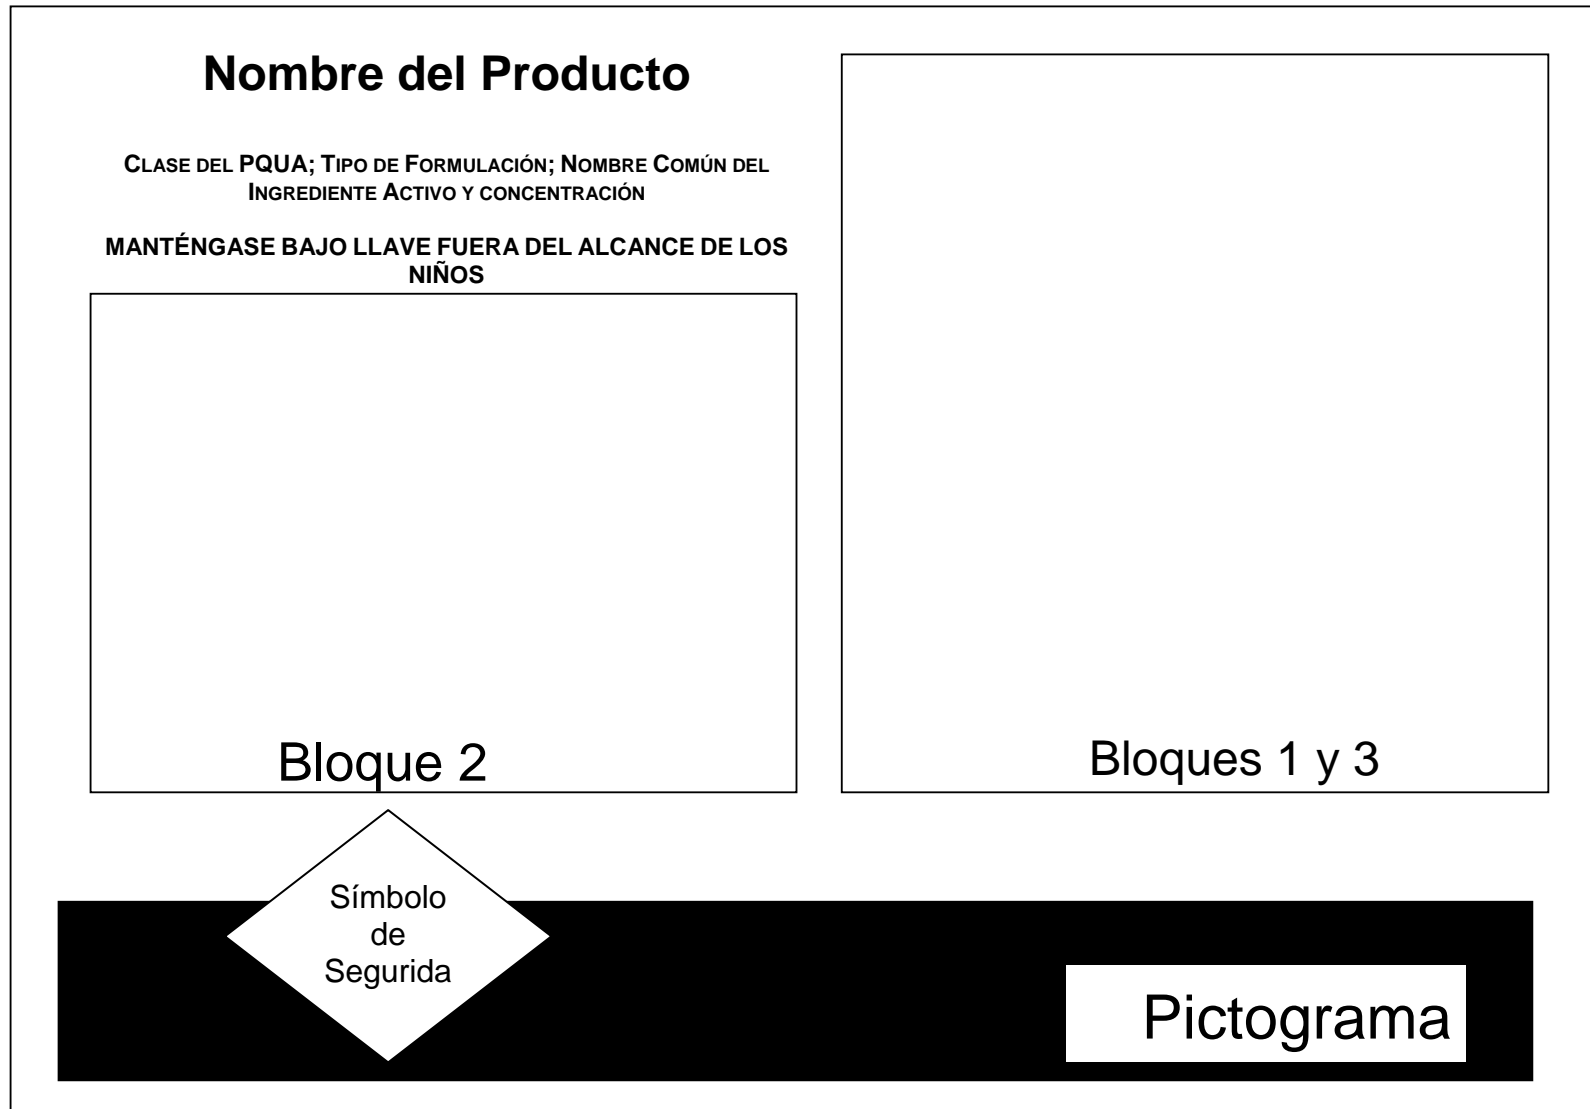 Nombre del Producto
CLASE DEL PQUA; TIPO DE FORMULACIÓN; NOMBRE COMÚN DEL
INGREDIENTE ACTIVO Y CONCENTRACIÓN
MANTÉNGASE BAJO LLAVE FUERA DEL ALCANCE DE LOS
NIÑOS
Bloque 2
Bloques 1 y 3
Símbolo
de
Segurida
Pictograma